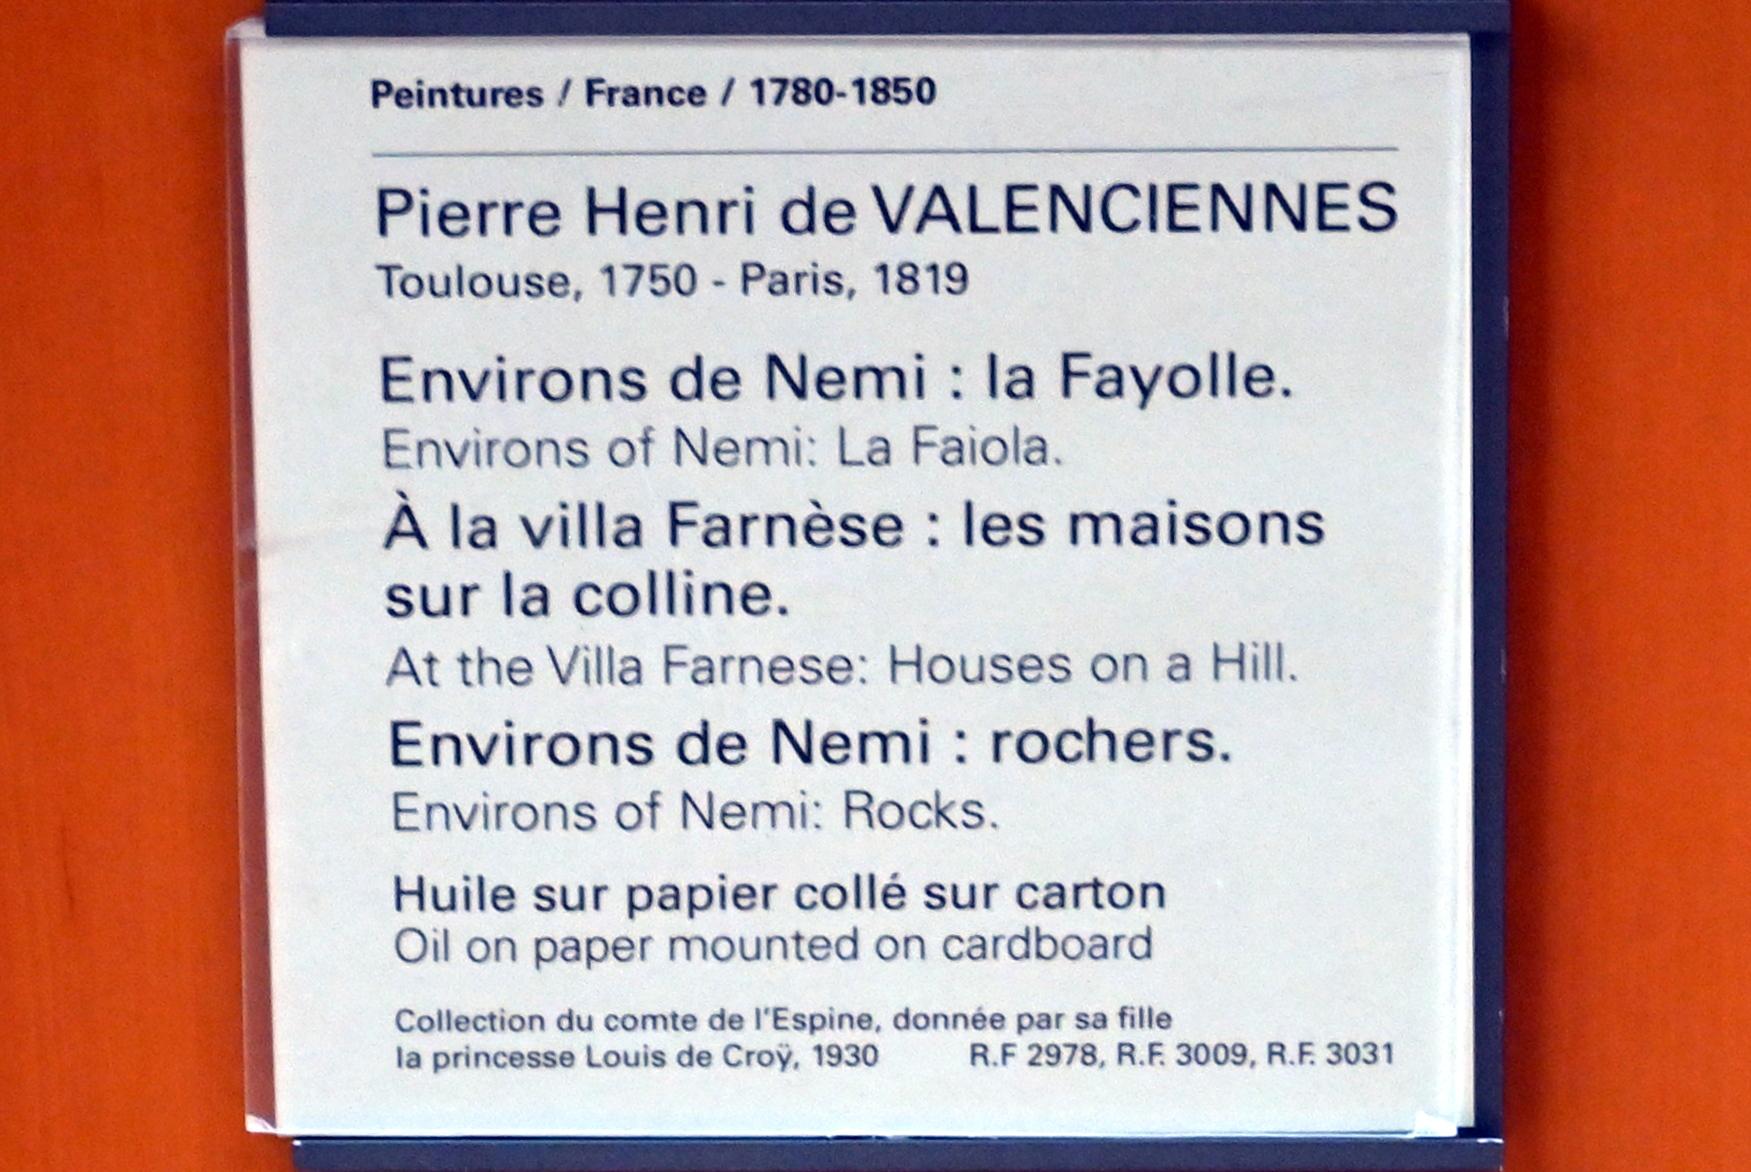 Peintures / France / 1780-1850
Pierre Henri de VALENCIENNES
Toulouse, 1750 - Paris, 1819
Environs de Nemi : la Fayolle.
Environs of Nemi: La Faiola.
À la villa Farnèse : les maisons
sur la colline.
At the Villa Farnese: Houses on a Hill.
Environs de Nemi : rochers.
Environs of Nemi: Rocks.
Huile sur papier collé sur carton
Oil on paper mounted on cardboard
Collection du comte de l'Espine, donnée par sa fille
la princesse Louis de Croÿ, 1930 R.F 2978, R.F. 3009, R.F. 3031